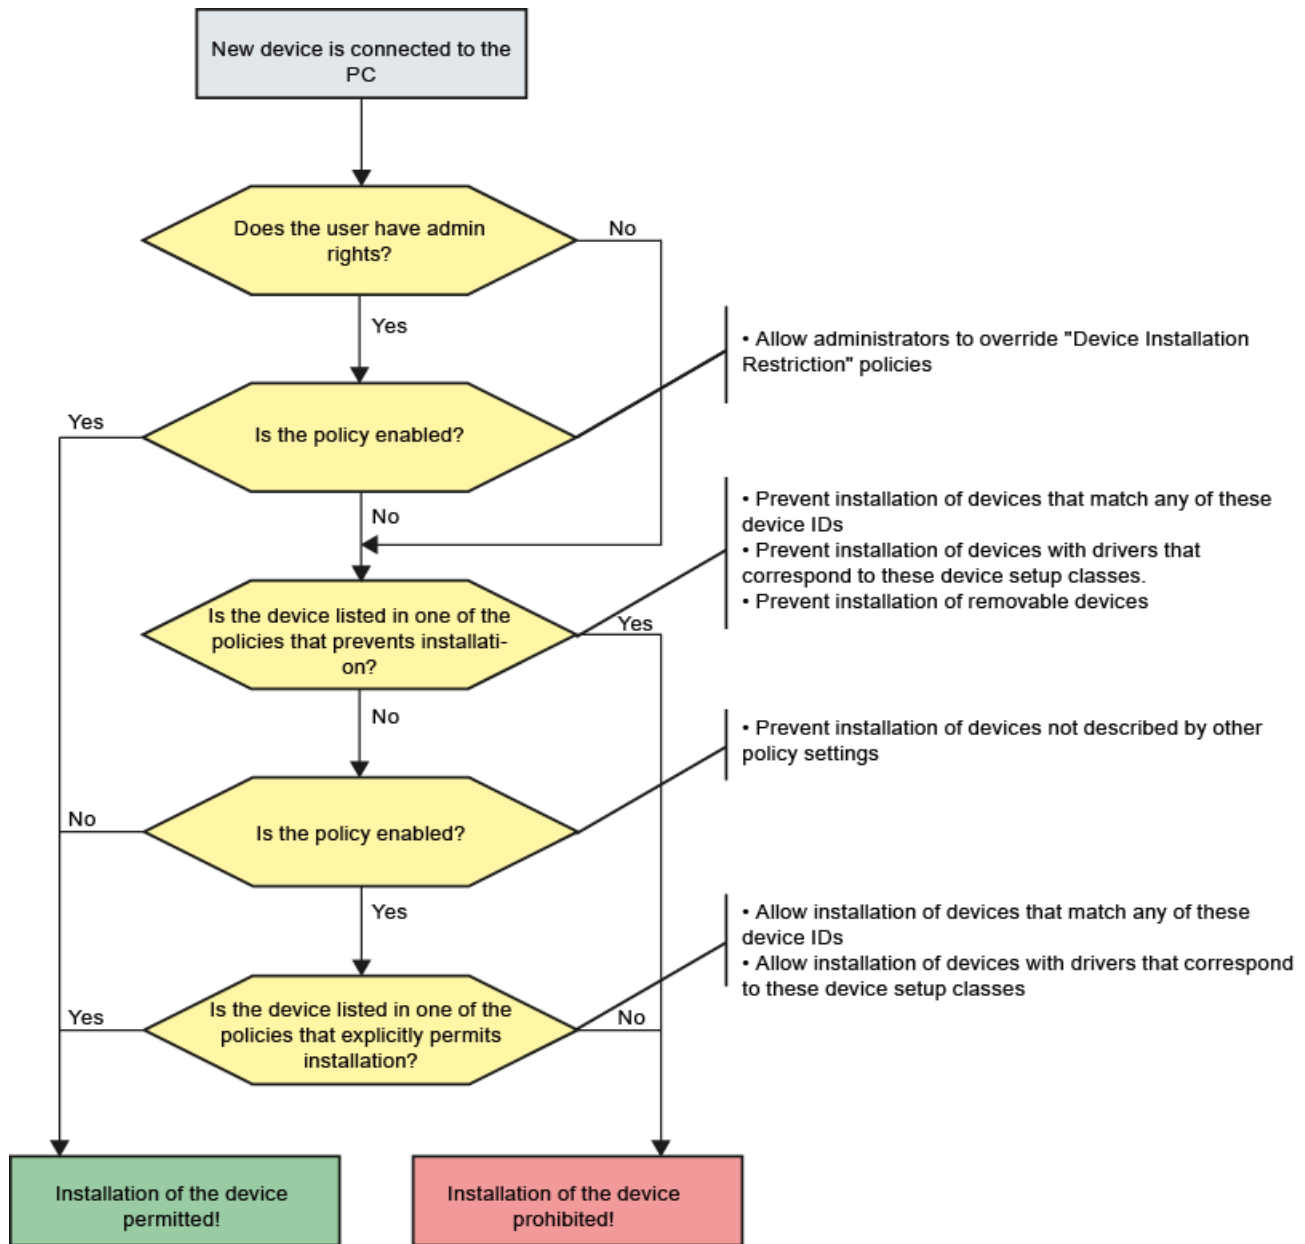 New device is connected to the
PC
Does the user have admin
rights?
No
Yes
• Allow administrators to override "Device Installation
Restriction" policies
Yes
Is the policy enabled?
No
• Prevent installation of devices that match any of these
device IDs
• Prevent installation of devices with drivers that
correspond to these device setup classes.
• Prevent installation of removable devices
Is the device listed in one of the
policies that prevents installati-
on?
Yes
No
• Prevent installation of devices not described by other
policy settings
No
Is the policy enabled?
Yes
• Allow installation of devices that match any of these
device IDs
• Allow installation of devices with drivers that correspond
to these device setup classes
Yes
Is the device listed in one of the
policies that explicitly permits
installation?
No
Installation of the device
permitted!
Installation of the device
prohibited!